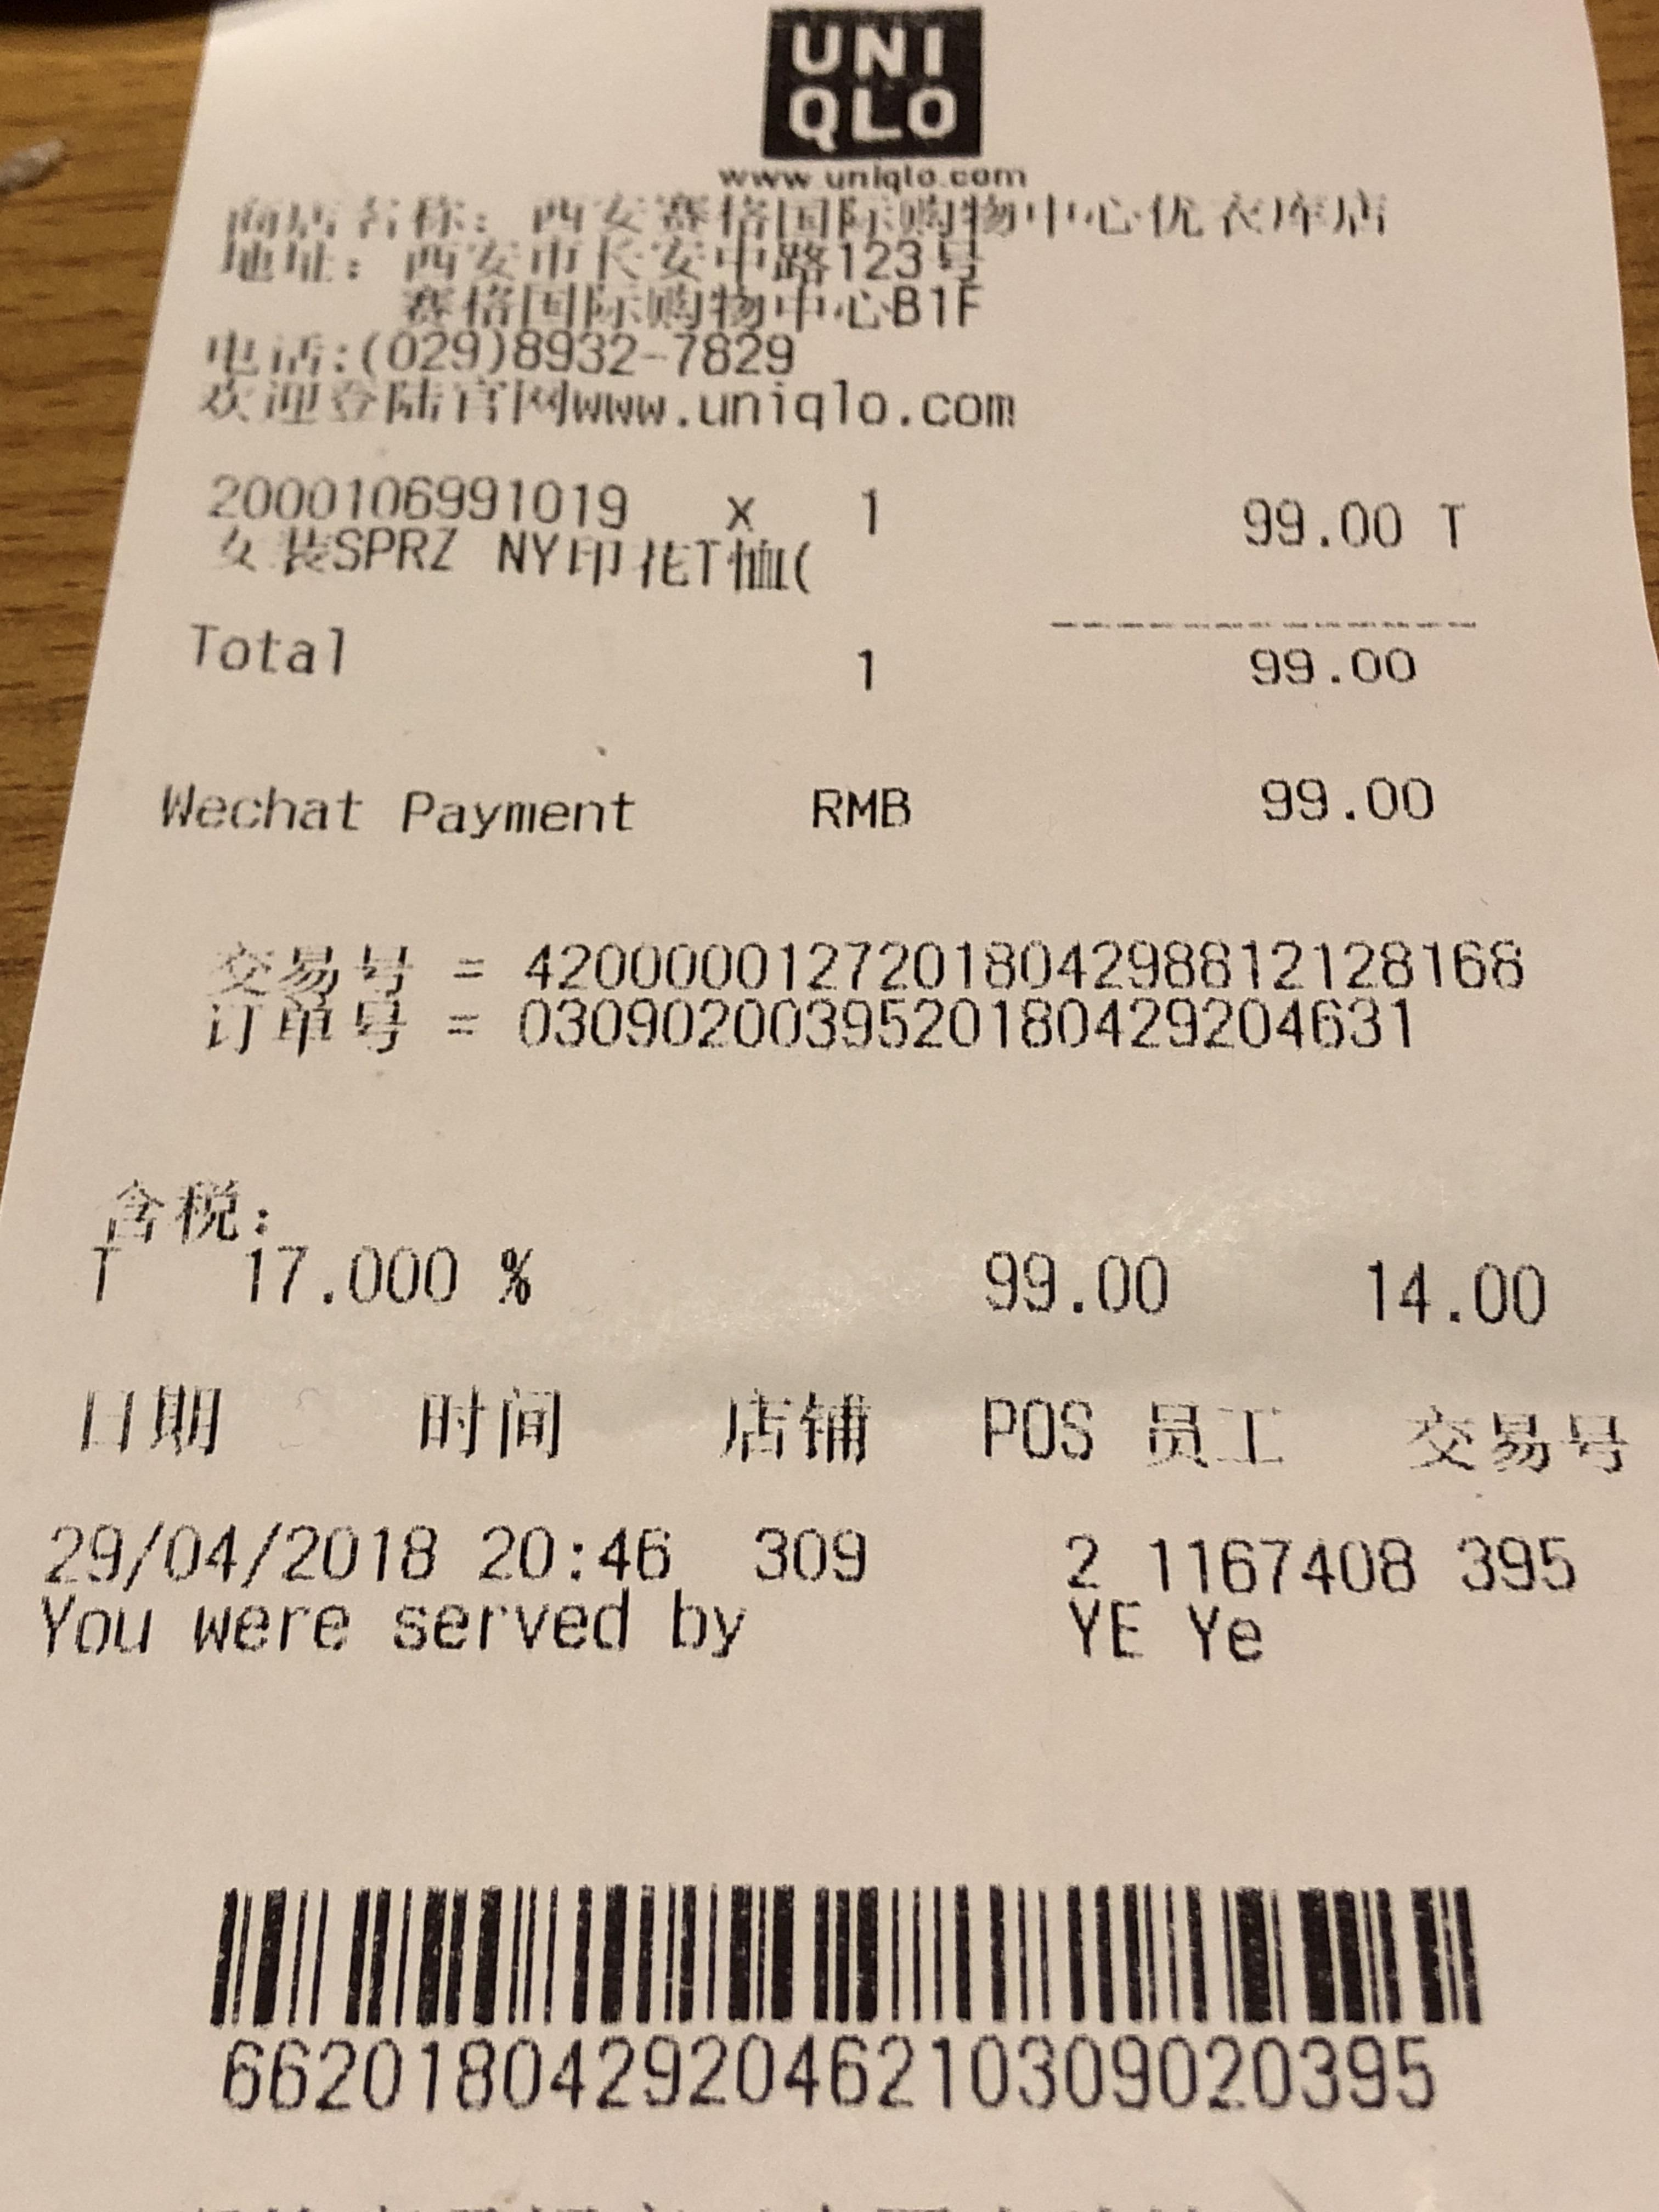 UNI
QLO
www.uniqlo.com
商店名称: 西安赛格国际购物中心优衣库店
地址: 西安市长安中路123号
赛格国际购物中心B1F
电话:(029)8932-7829
欢迎登陆官网www.uniqlo.com
2000106991019 x 1 99.00 T
女装SPRZ NY印花T恤(
Total 1 99.00
Wechat Payment RMB 99.00
交易号 = 4200000127201804298812128168
订单号 = 0309020039520180429204631
含税:
T 17.000 % 99.00 14.00
日期 时间 店铺 POS 员工 交易号
29/04/2018 20:46 309 2 1167408 395
You were served by YE Ye
66201804292046210309020395